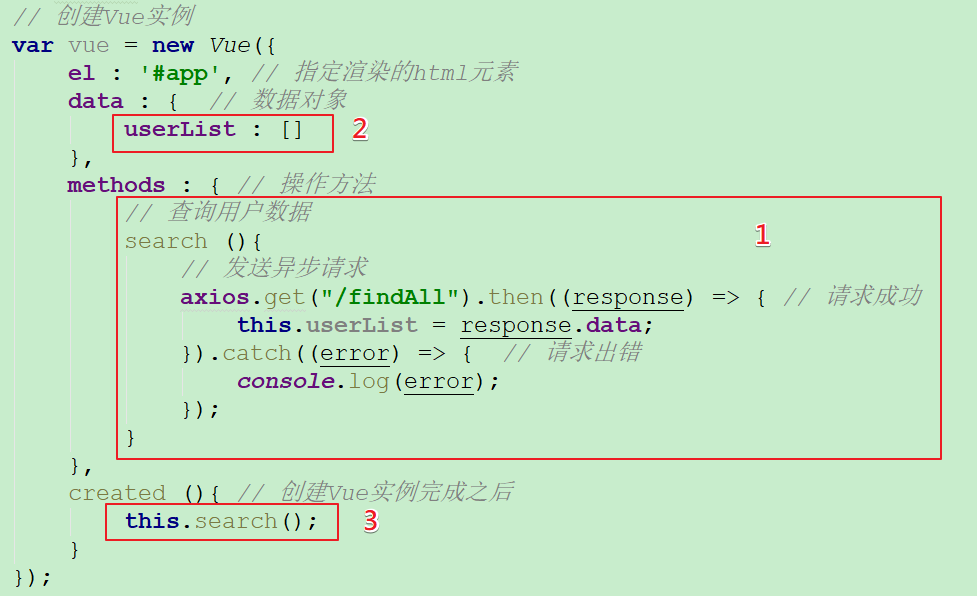 // 创建Vue实例
var vue = new Vue({
    el : '#app', // 指定渲染的html元素
    data : {  // 数据对象
        userList : [] 2
    },
    methods : { // 操作方法
        // 查询用户数据 1
        search (){
            // 发送异步请求
            axios.get("/findAll").then((response) => { // 请求成功
                this.userList = response.data;
            }).catch((error) => {  // 请求出错
                console.log(error);
            });
        }
    },
    created (){ // 创建Vue实例完成之后
        this.search(); 3
    }
});